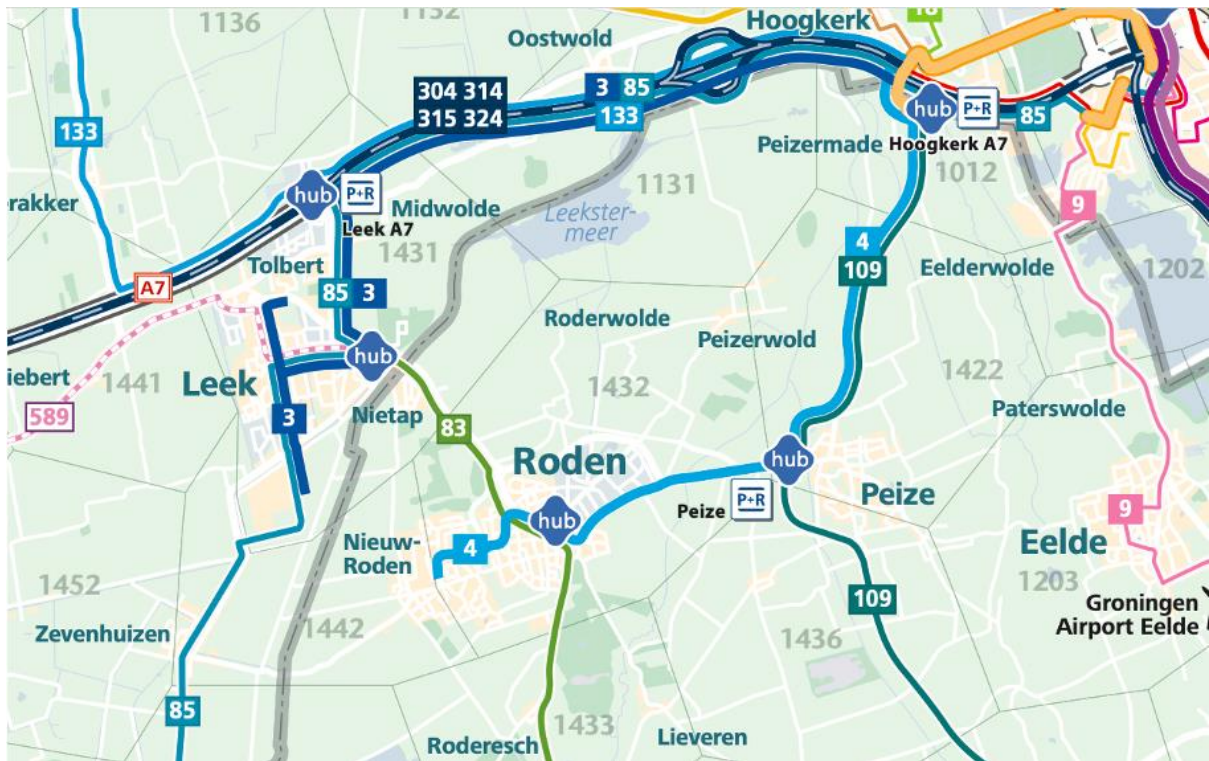 1136
1132
Hoogkerk
18
Oostwold
304 314
315 324
3 85
133
133
hub
P+R
85
Peizermade
Hoogkerk A7
1012
1131
hub
P+R
Midwolde
Leekster-
meer
9
erakker
Leek A7
1431
4
109
Tolbert
Eelderwolde
1202
A7
85 3
Roderwolde
Peizerwold
hub
iebert
1441
Leek
1432
1422
589
3
Nietap
83
Paterswolde
Roden
hub
Peize
P+R
Peize
9
hub
Nieuw-
Roden
4
Eelde
1452
1203
109
Groningen
Airport Eelde
Zevenhuizen
1442
1436
85
1433
Roderesch
Lieveren